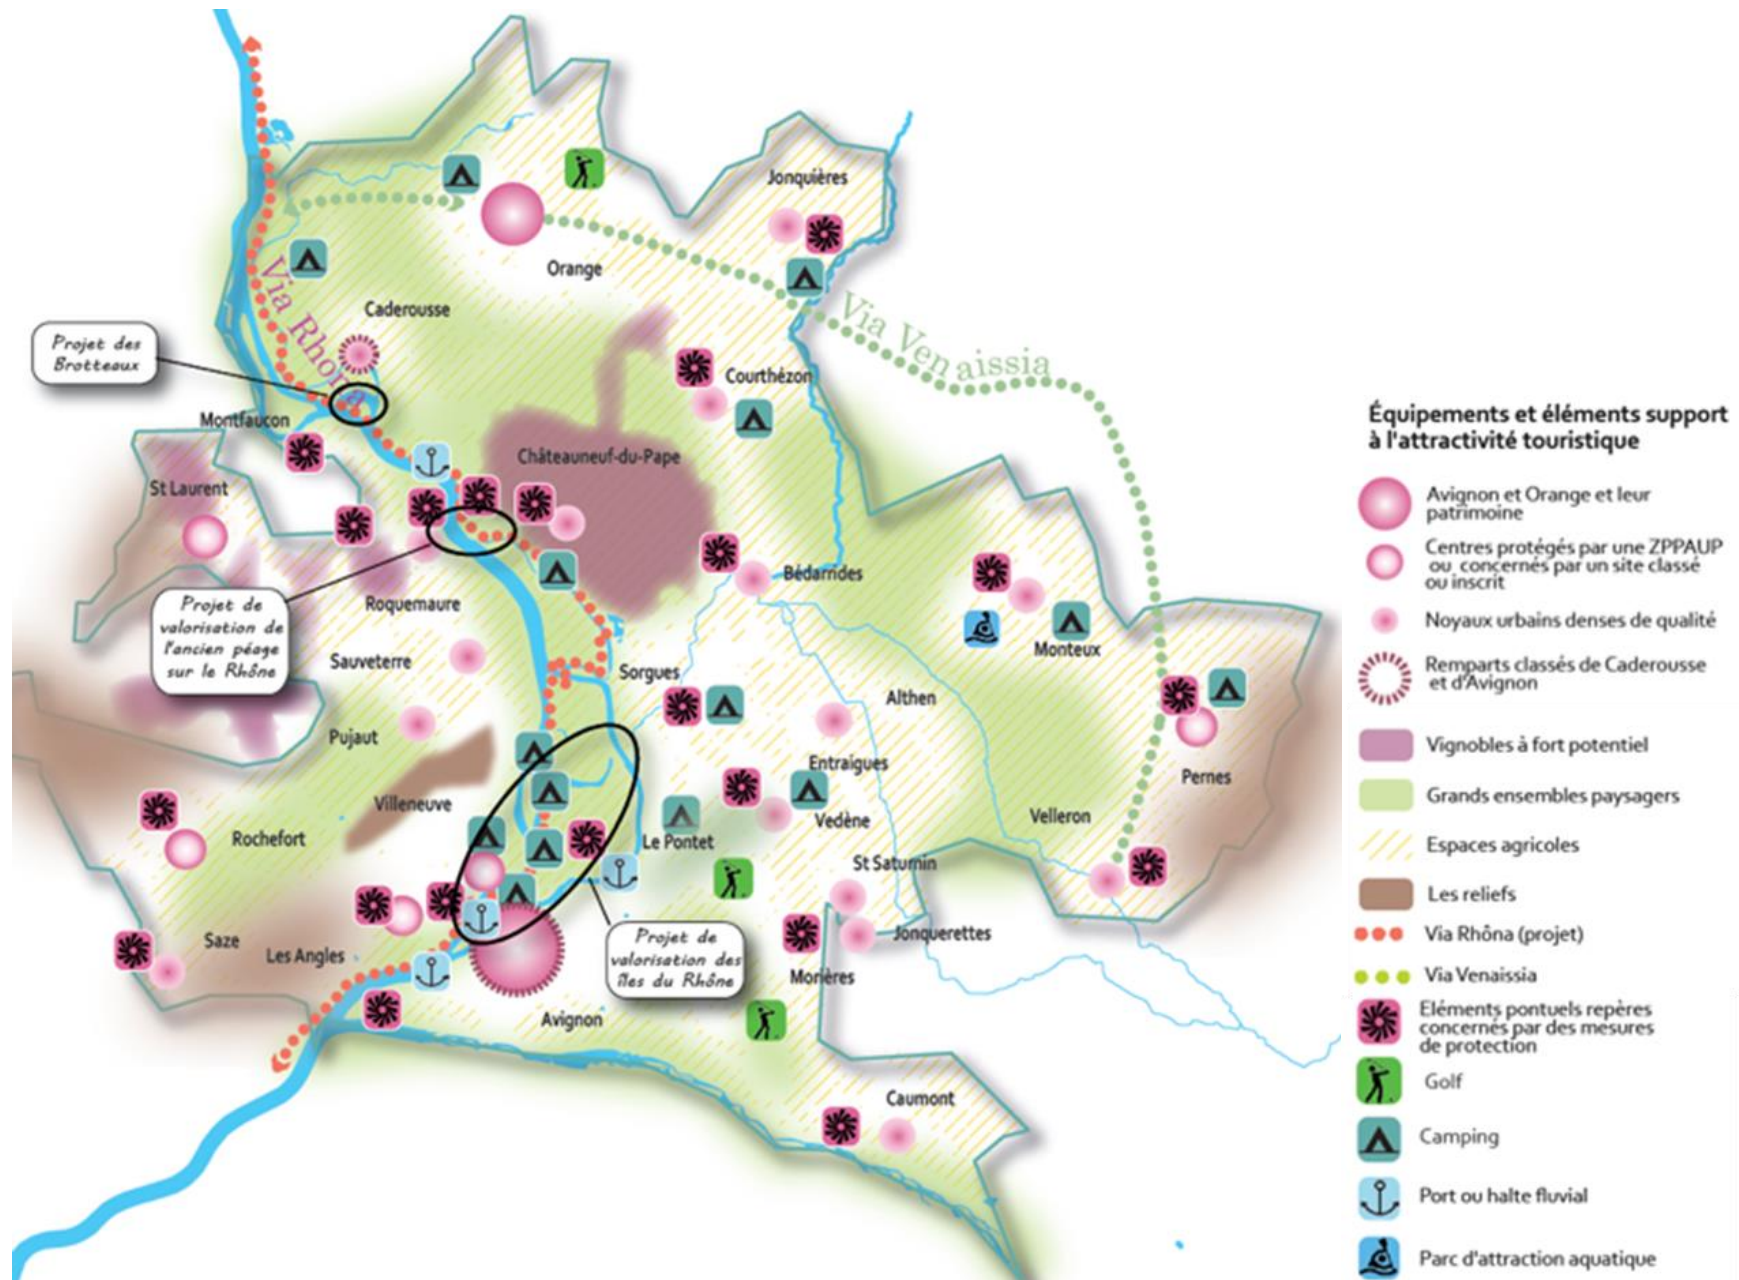 Jonquières
Orange
Via Venaissia
Via Rhona
Caderousse
Projet des
Brotteaux
Courthézon
Montfaucon
Châteauneuf-du-Pape
St Laurent
Bédarrides
Projet de
valorisation de
l'ancien péage
sur le Rhône
Roquemaure
Monteux
Sauveterre
Sorgues
Althen
Pujaut
Entraigues
Pernes
Villeneuve
Velleron
Vedène
Rochefort
Le Pontet
St Saturnin
Saze
Les Angles
Jonquerettes
Projet de
valorisation des
îles du Rhône
Morières
Avignon
Caumont
Équipements et éléments support
à l'attractivité touristique
Avignon et Orange et leur
patrimoine
Centres protégés par une ZPPAUP
ou concernés par un site classé
ou inscrit
Noyaux urbains denses de qualité
Remparts classés de Caderousse
et d'Avignon
Vignobles à fort potentiel
Grands ensembles paysagers
Espaces agricoles
Les reliefs
Via Rhôna (projet)
Via Venaissia
Eléments pontuels repères
concernés par des mesures
de protection
Golf
Camping
Port ou halte fluvial
Parc d'attraction aquatique